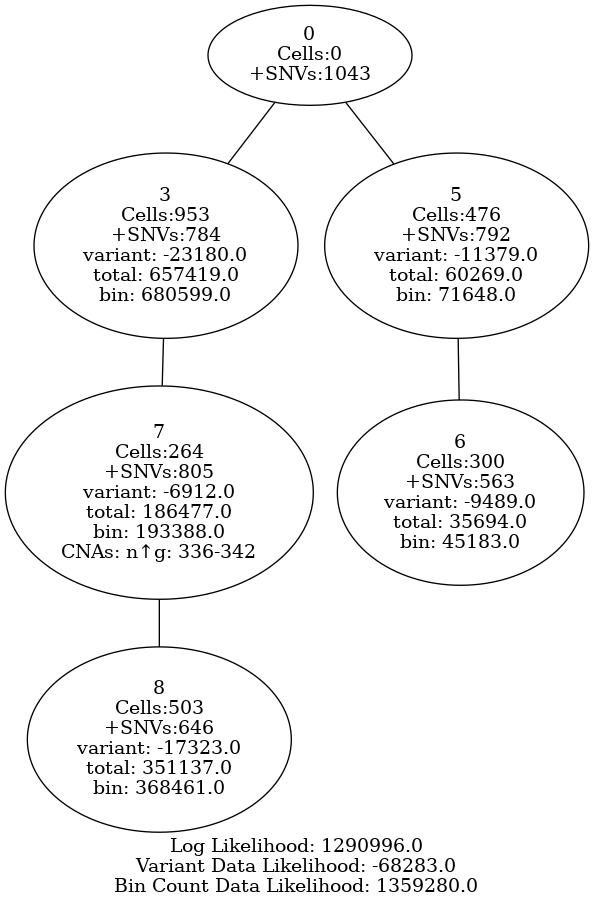 0
Cells:0
+SNVs:1043
3
Cells:953
+SNVs:784
variant: -23180.0
total: 657419.0
bin: 680599.0
5
Cells:476
+SNVs:792
variant: -11379.0
total: 60269.0
bin: 71648.0
7
Cells:264
+SNVs:805
variant: -6912.0
total: 186477.0
bin: 193388.0
CNAs: n↑g: 336-342
6
Cells:300
+SNVs:563
variant: -9489.0
total: 35694.0
bin: 45183.0
8
Cells:503
+SNVs:646
variant: -17323.0
total: 351137.0
bin: 368461.0
Log Likelihood: 1290996.0
Variant Data Likelihood: -68283.0
Bin Count Data Likelihood: 1359280.0